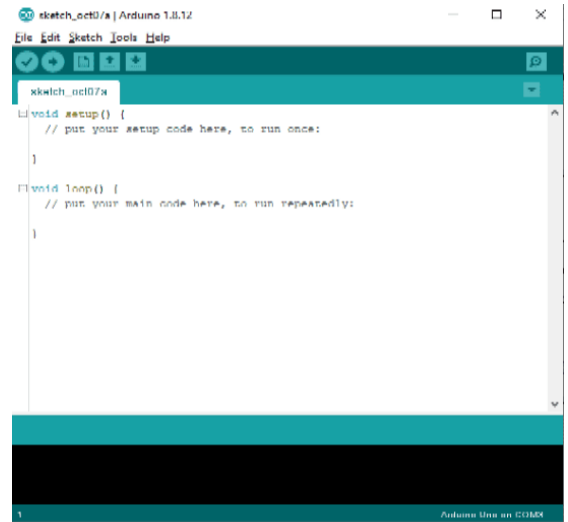 sketch_oct07a | Arduino 1.8.12
File Edit Sketch Tools Help
sketch_oct07a
void setup() {
// put your setup code here, to run once:
}
void loop() {
// put your main code here, to run repeatedly:
}
1
Arduino Uno on